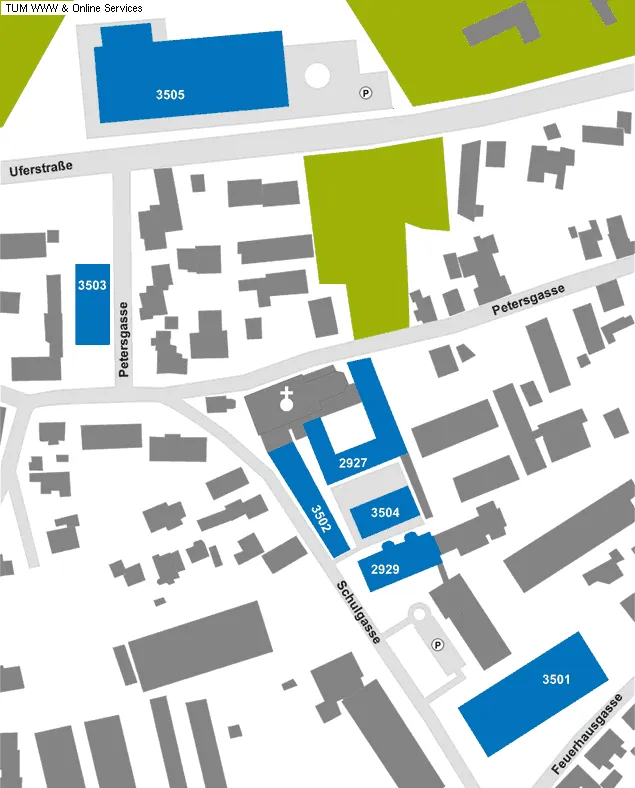 TUM WWW & Online Services
3505
P
Uferstraße
3503
Petersgasse
Petersgasse
2927
3502
3504
2929
Schulgasse
P
3501
Feuerhausgasse